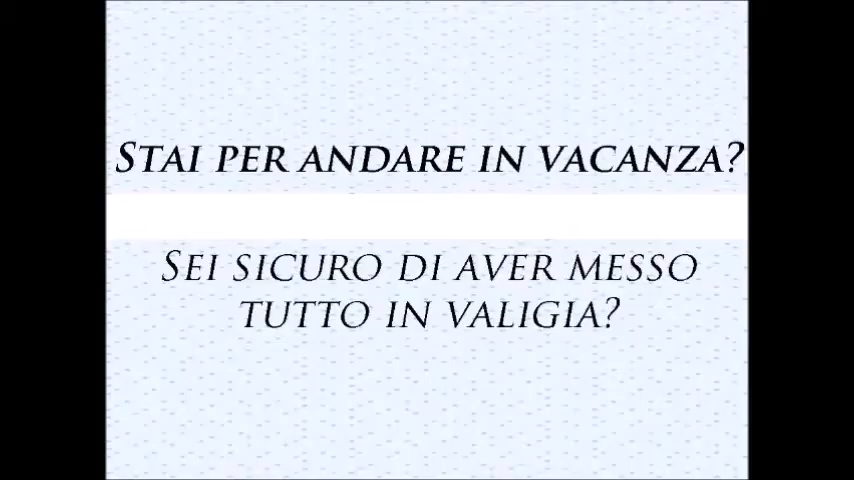 Stai per andare in vacanza?
Sei sicuro di aver messo
tutto in valigia?